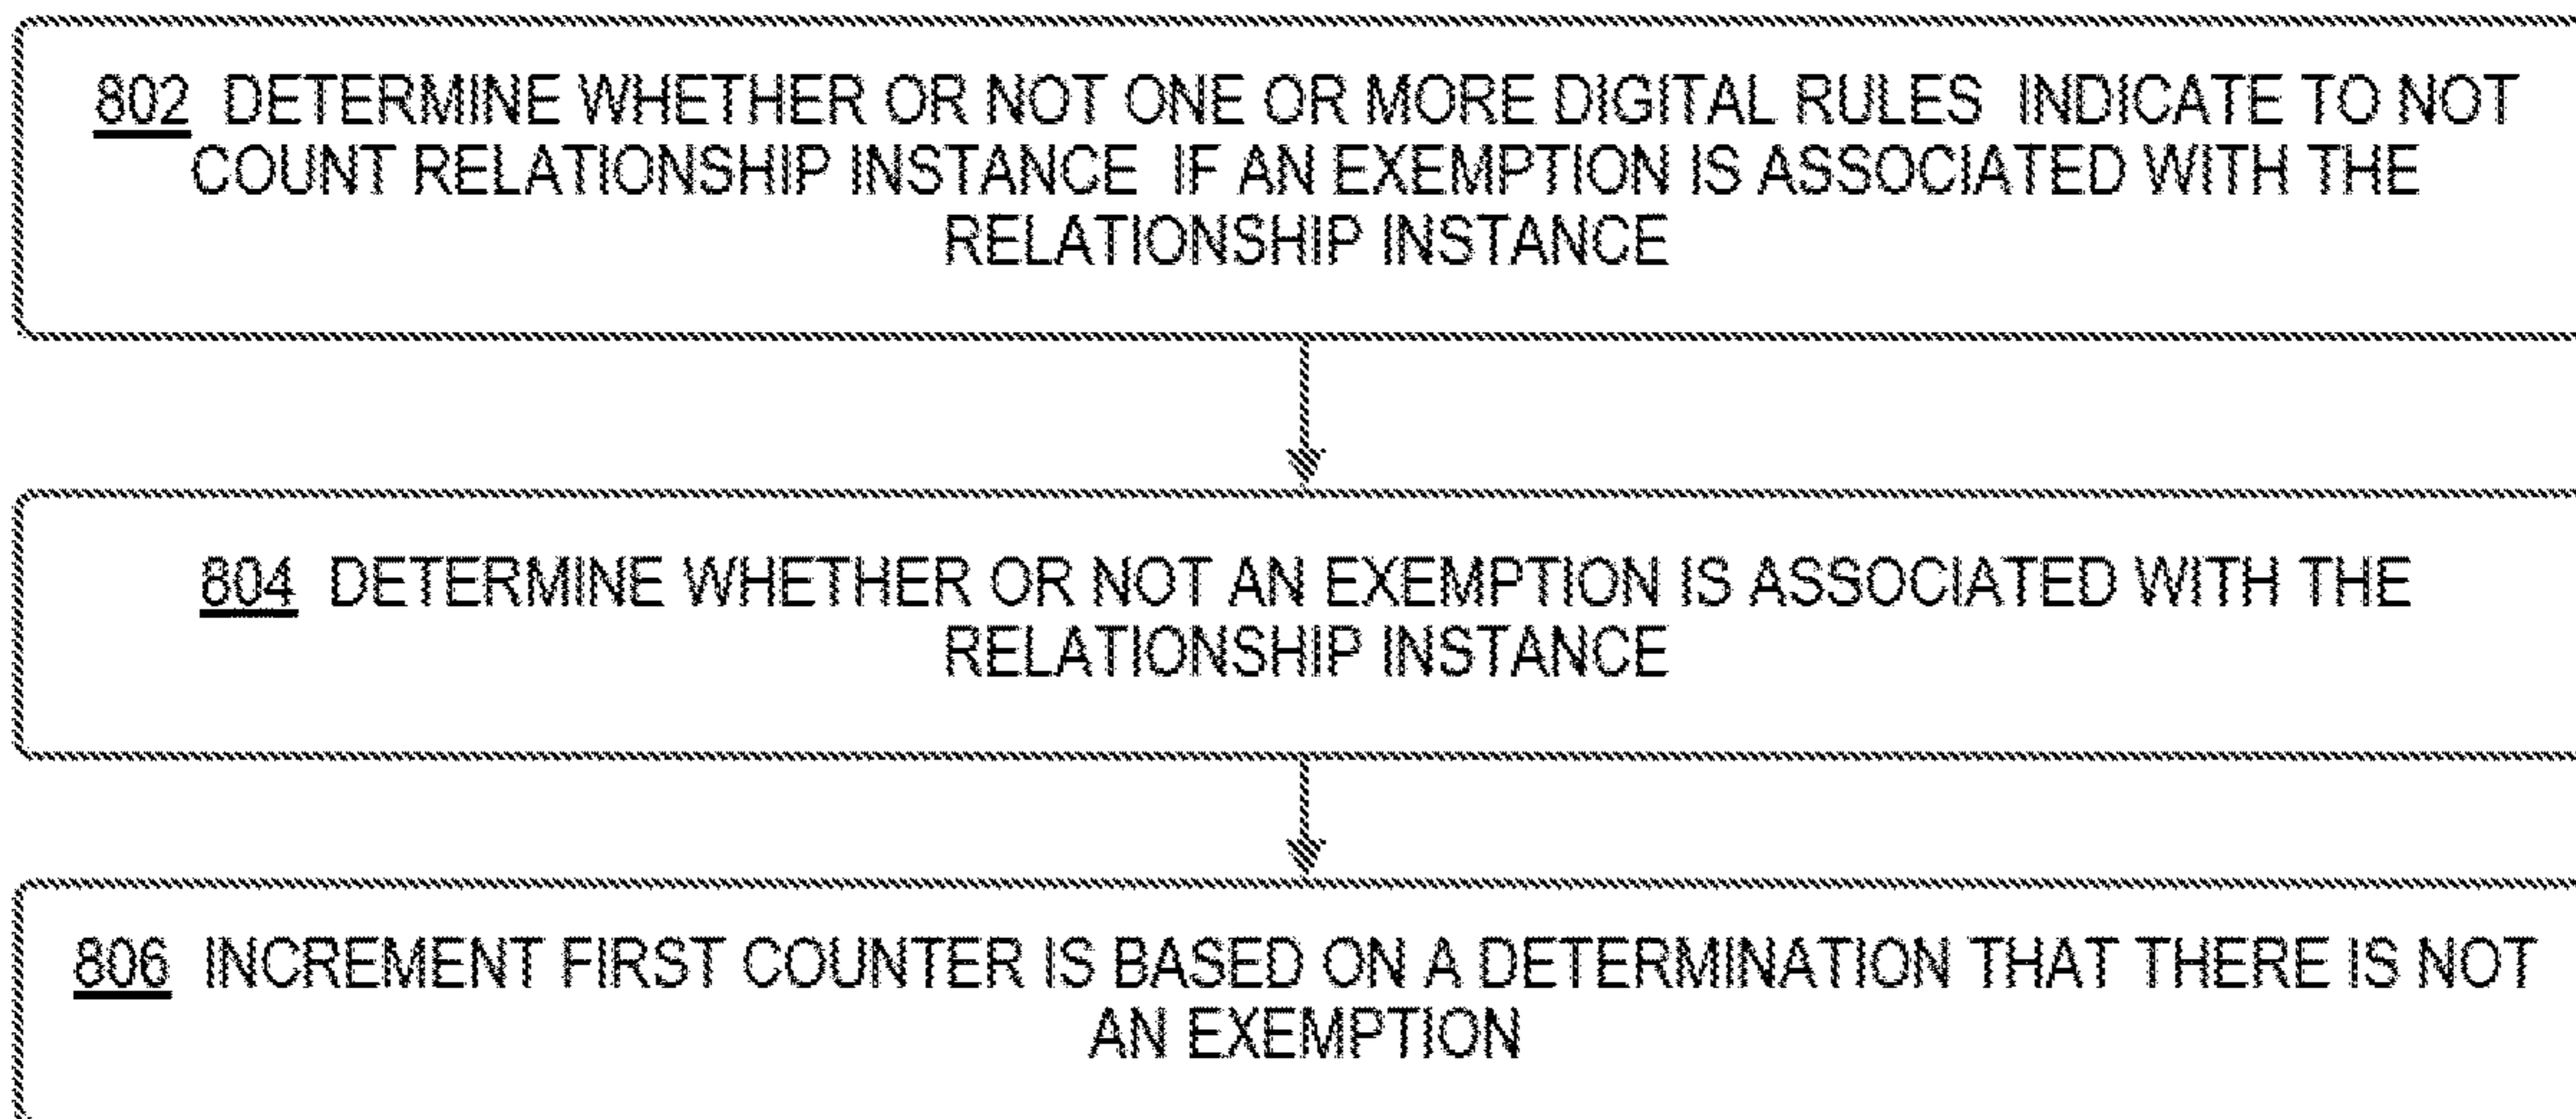 802 DETERMINE WHETHER OR NOT ONE OR MORE DIGITAL RULES INDICATE TO NOT
COUNT RELATIONSHIP INSTANCE IF AN EXEMPTION IS ASSOCIATED WITH THE
RELATIONSHIP INSTANCE
804 DETERMINE WHETHER OR NOT AN EXEMPTION IS ASSOCIATED WITH THE
RELATIONSHIP INSTANCE
806 INCREMENT FIRST COUNTER IS BASED ON A DETERMINATION THAT THERE IS NOT
AN EXEMPTION